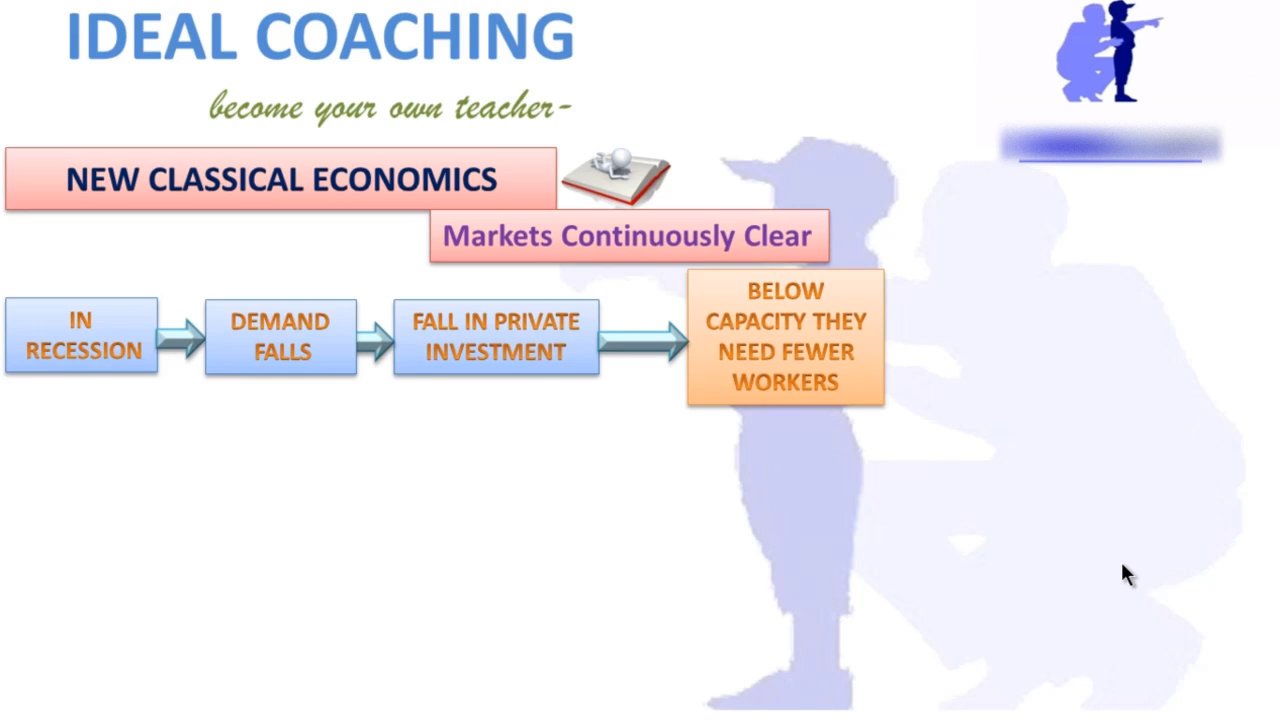 IDEAL COACHING
become your own teacher-
NEW CLASSICAL ECONOMICS
Markets Continuously Clear
IN
RECESSION
DEMAND
FALLS
FALL IN PRIVATE
INVESTMENT
BELOW
CAPACITY THEY
NEED FEWER
WORKERS